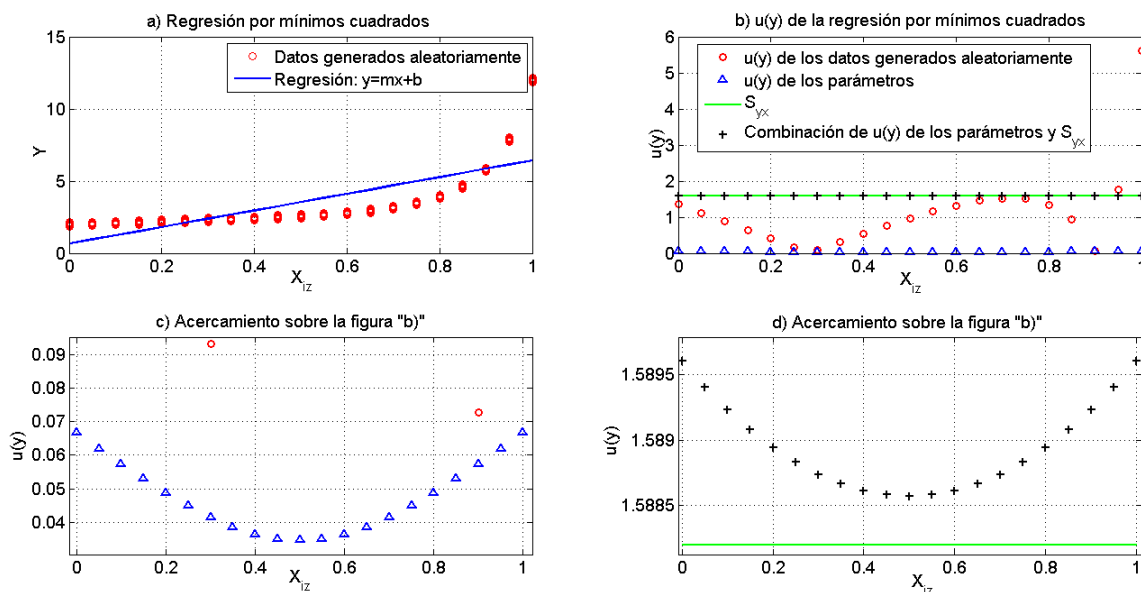 a) Regresión por mínimos cuadrados
15
10
5
0
Y
0
0.2
0.4
0.6
0.8
1
X_iz
Datos generados aleatoriamente
Regresión: y=mx+b
b) u(y) de la regresión por mínimos cuadrados
6
5
4
3
2
1
0
u(y)
0
0.2
0.4
0.6
0.8
1
X_iz
u(y) de los datos generados aleatoriamente
u(y) de los parámetros
S_yx
Combinación de u(y) de los parámetros y S_yx
c) Acercamiento sobre la figura "b)"
0.09
0.08
0.07
0.06
0.05
0.04
u(y)
0
0.2
0.4
0.6
0.8
1
X_iz
d) Acercamiento sobre la figura "b)"
1.5895
1.589
1.5885
u(y)
0
0.2
0.4
0.6
0.8
1
X_iz